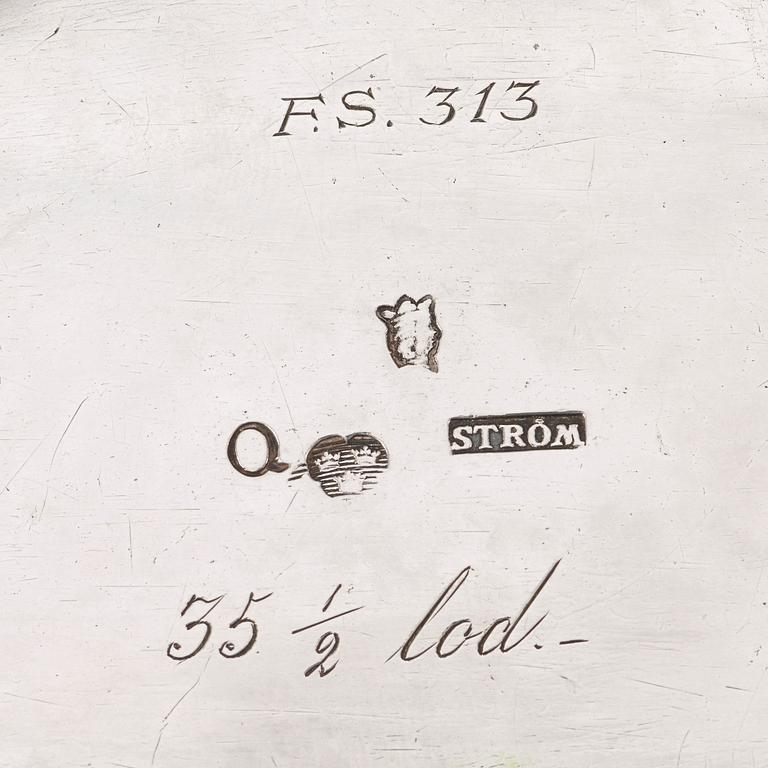 F.S. 313
Q STRÖM
35 1/2 lod.-